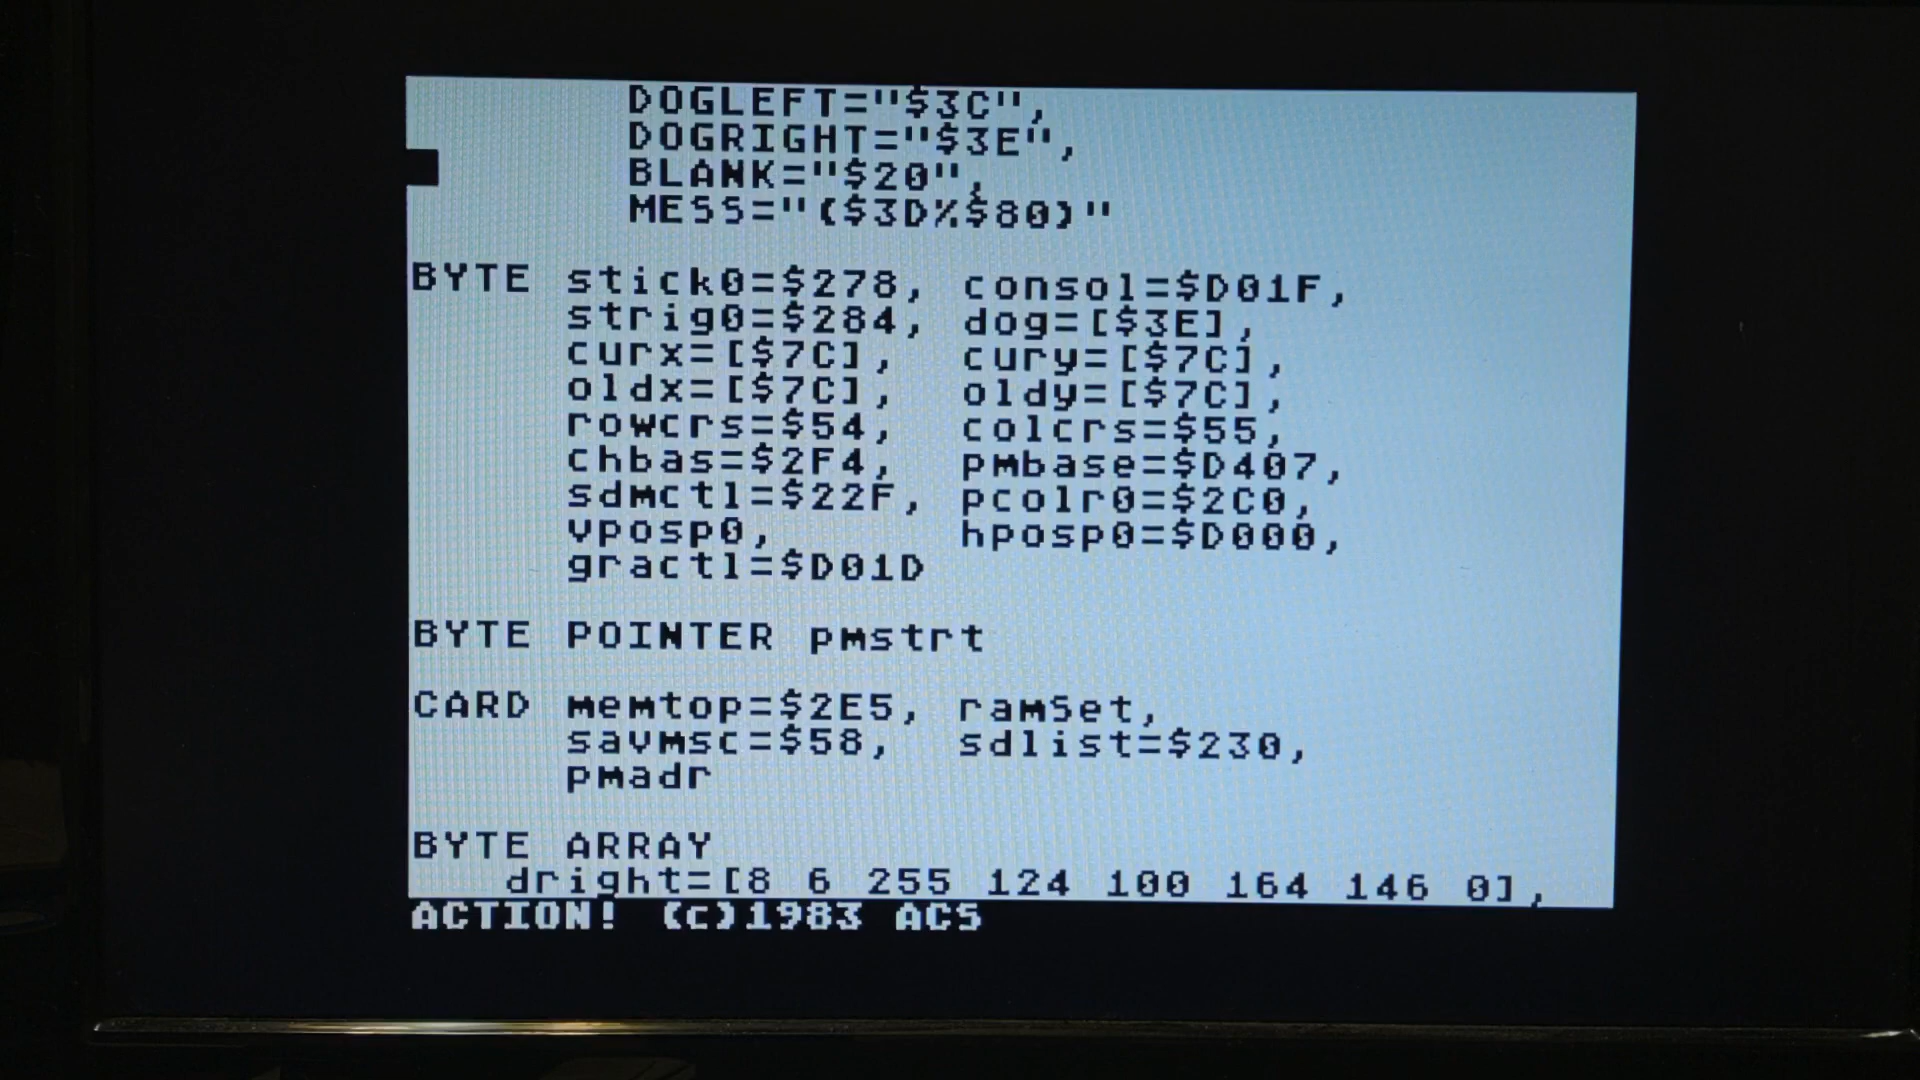 DOGLEFT="$3C",
DOGRIGHT="$3E",
BLANK="$20",
MESS="($3D%$80)"
BYTE stick0=$278, consol=$D01F,
strig0=$284, dog=[$3E],
curx=[$7C], cury=[$7C],
oldx=[$7C], oldy=[$7C],
rowcrs=$54, colcrs=$55,
chbas=$2F4, pmbase=$D407,
sdmctl=$22F, pcolr0=$2C0,
vposp0, hposp0=$D000,
gractl=$D01D
BYTE POINTER pmstrt
CARD memtop=$2E5, ramSet,
savmsc=$58, sdlist=$230,
pmadr
BYTE ARRAY
dright=[8 6 255 124 100 164 146 0],
ACTION! (c)1983 ACS